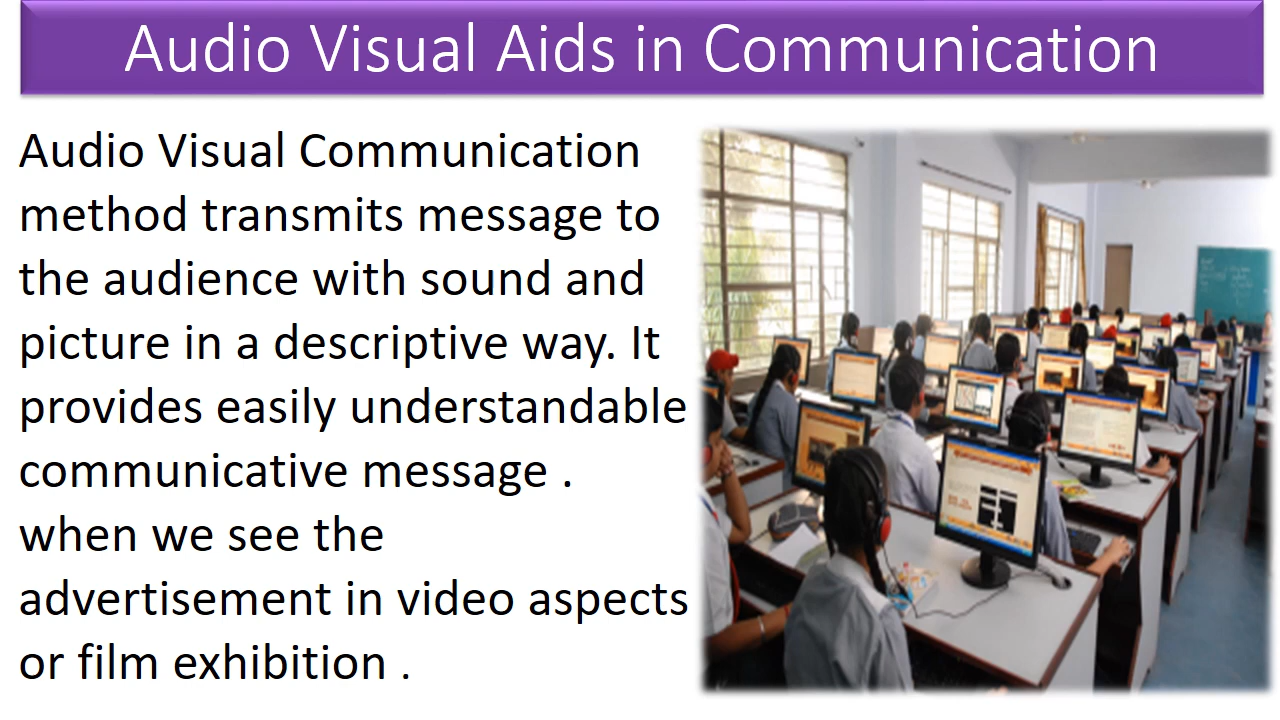 Audio Visual Aids in Communication
Audio Visual Communication
method transmits message to
the audience with sound and
picture in a descriptive way. It
provides easily understandable
communicative message .
when we see the
advertisement in video aspects
or film exhibition .